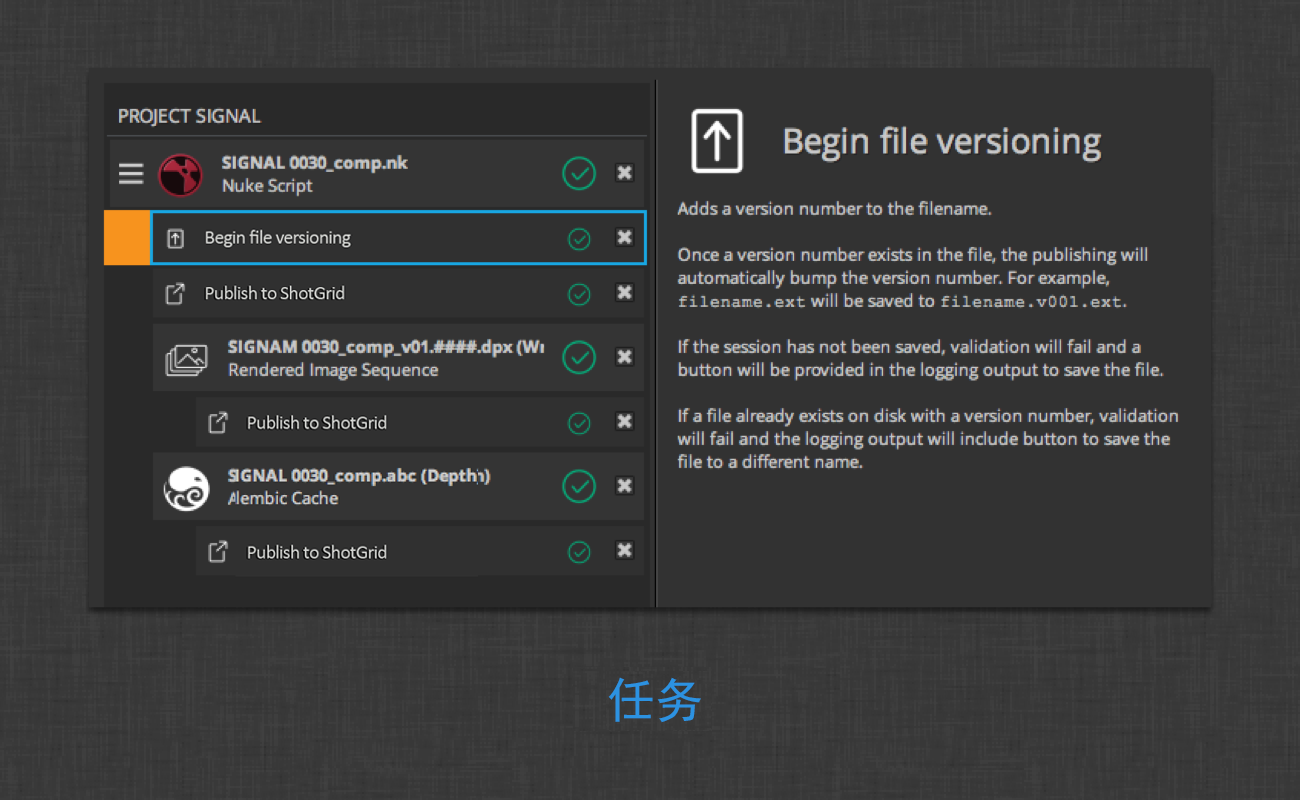 PROJECT SIGNAL
SIGNAL 0030_comp.nk
Nuke Script
Begin file versioning
Publish to ShotGrid
SIGNAM 0030_comp_v01.####.dpx (Wr
Rendered Image Sequence
Publish to ShotGrid
SIGNAL 0030_comp.abc (Depth)
Alembic Cache
Publish to ShotGrid
Begin file versioning
Adds a version number to the filename.
Once a version number exists in the file, the publishing will
automatically bump the version number. For example,
filename.ext will be saved to filename.v001.ext.
If the session has not been saved, validation will fail and a
button will be provided in the logging output to save the file.
If a file already exists on disk with a version number, validation
will fail and the logging output will include button to save the
file to a different name.
任务